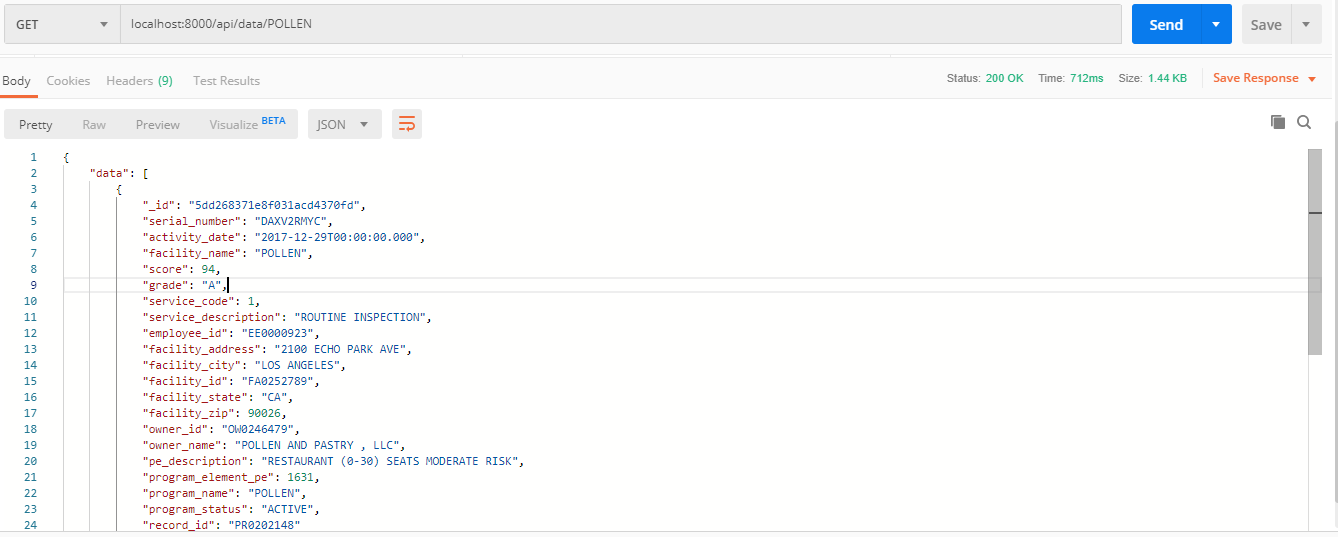 GET localhost:8000/api/data/POLLEN Send Save
Body Cookies Headers (9) Test Results Status: 200 OK Time: 712ms Size: 1.44 KB Save Response
Pretty Raw Preview Visualize BETA JSON
1 {
2 "data": [
3 {
4 "_id": "5dd268371e8f031acd4370fd",
5 "serial_number": "DAXV2RMYC",
6 "activity_date": "2017-12-29T00:00:00.000",
7 "facility_name": "POLLEN",
8 "score": 94,
9 "grade": "A",
10 "service_code": 1,
11 "service_description": "ROUTINE INSPECTION",
12 "employee_id": "EE0000923",
13 "facility_address": "2100 ECHO PARK AVE",
14 "facility_city": "LOS ANGELES",
15 "facility_id": "FA0252789",
16 "facility_state": "CA",
17 "facility_zip": 90026,
18 "owner_id": "OW0246479",
19 "owner_name": "POLLEN AND PASTRY , LLC",
20 "pe_description": "RESTAURANT (0-30) SEATS MODERATE RISK",
21 "program_element_pe": 1631,
22 "program_name": "POLLEN",
23 "program_status": "ACTIVE",
24 "record_id": "PR0202148"